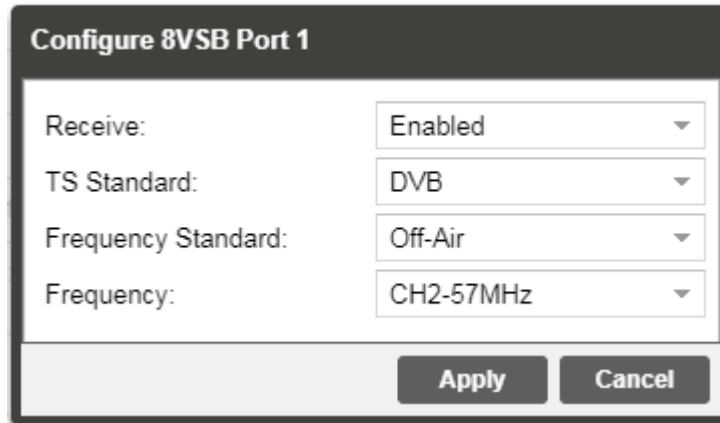 Configure 8VSB Port 1
Receive: Enabled
TS Standard: DVB
Frequency Standard: Off-Air
Frequency: CH2-57MHz
Apply Cancel